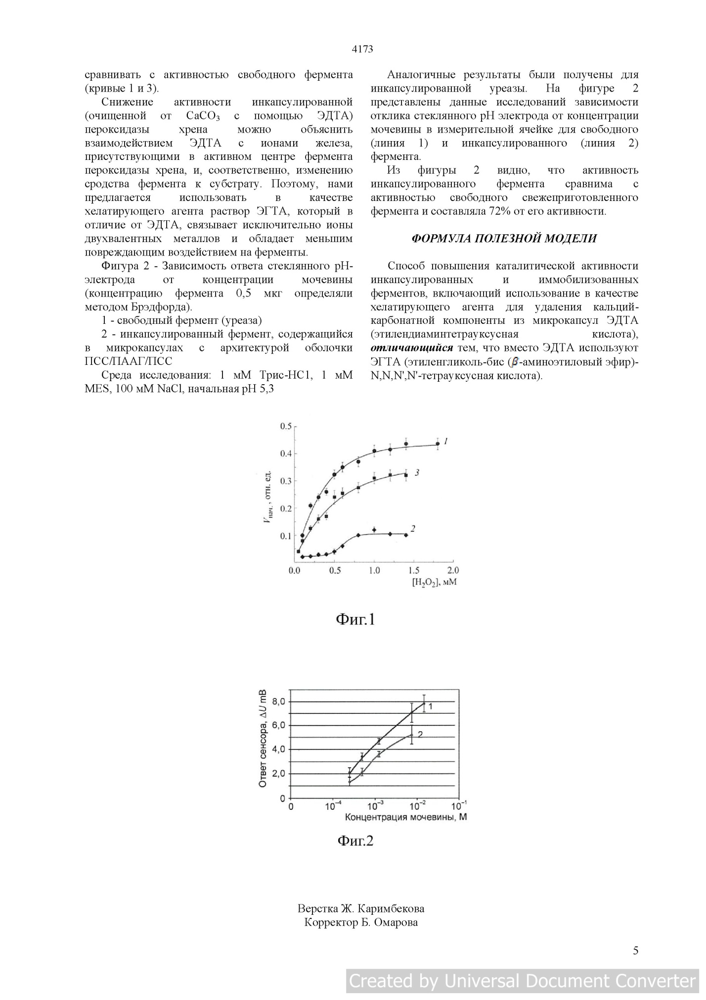 4173
сравнивать с активностью свободного фермента
(кривые 1 и 3).
Снижение активности инкапсулированной
(очищенной от CaCO₃ с помощью ЭДТА)
пероксидазы хрена можно объяснить
взаимодействием ЭДТА с ионами железа,
присутствующими в активном центре фермента
пероксидазы хрена, и, соответственно, изменению
сродства фермента к субстрату. Поэтому, нами
предлагается использовать в качестве
хелатирующего агента раствор ЭГТА, который в
отличие от ЭДТА, связывает исключительно ионы
двухвалентных металлов и обладает меньшим
повреждающим воздействием на ферменты.
Фигура 2 - Зависимость ответа стеклянного pH-
электрода от концентрации мочевины
(концентрацию фермента 0,5 мкг определяли
методом Брэдфорда).
1 - свободный фермент (уреаза)
2 - инкапсулированный фермент, содержащийся
в микрокапсулах с архитектурой оболочки
ПСС/ПААГ/ПСС
Среда исследования: 1 мМ Трис-HC1, 1 мМ
MES, 100 мМ NaCl, начальная pH 5,3
Аналогичные результаты были получены для
инкапсулированной уреазы. На фигуре 2
представлены данные исследований зависимости
отклика стеклянного pH электрода от концентрации
мочевины в измерительной ячейке для свободного
(линия 1) и инкапсулированного (линия 2)
фермента.
Из фигуры 2 видно, что активность
инкапсулированного фермента сравнима с
активностью свободного свежеприготовленного
фермента и составляла 72% от его активности.
ФОРМУЛА ПОЛЕЗНОЙ МОДЕЛИ
Способ повышения каталитической активности
инкапсулированных и иммобилизованных
ферментов, включающий использование в качестве
хелатирующего агента для удаления кальций-
карбонатной компоненты из микрокапсул ЭДТА
(этилендиаминтетрауксусная кислота),
отличающийся тем, что вместо ЭДТА используют
ЭГТА (этиленгликоль-бис (β-аминоэтиловый эфир)-
N,N,N',N'-тетрауксусная кислота).
0.5
0.4
0.3
0.2
0.1
Vнач., отн. ед.
1
3
2
0.0 0.5 1.0 1.5 2.0
[H₂O₂], мМ
Фиг.1
Ответ сенсора, ΔU mB
8,0
6,0
4,0
2,0
0
1
2
0 10⁻⁴ 10⁻³ 10⁻² 10⁻¹
Концентрация мочевины, М
Фиг.2
Верстка Ж. Каримбекова
Корректор Б. Омарова
5
Created by Universal Document Converter